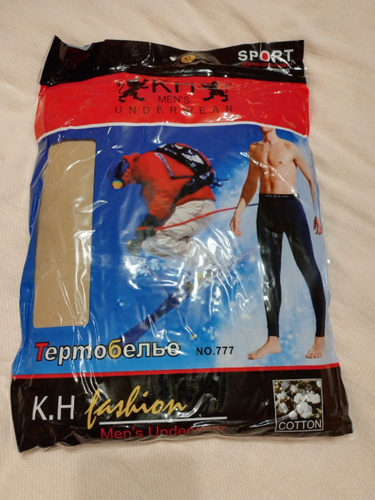 SPORT
K.H
MEN'S
UNDERWEAR
Термобелье
NO.777
K.H fashion
Men's Underwear
COTTON